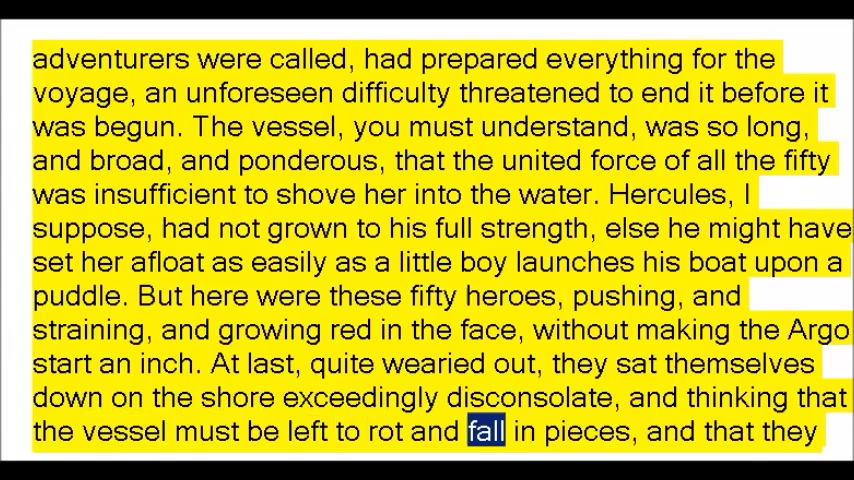 adventurers were called, had prepared everything for the
voyage, an unforeseen difficulty threatened to end it before it
was begun. The vessel, you must understand, was so long,
and broad, and ponderous, that the united force of all the fifty
was insufficient to shove her into the water. Hercules, I
suppose, had not grown to his full strength, else he might have
set her afloat as easily as a little boy launches his boat upon a
puddle. But here were these fifty heroes, pushing, and
straining, and growing red in the face, without making the Argo
start an inch. At last, quite wearied out, they sat themselves
down on the shore exceedingly disconsolate, and thinking that
the vessel must be left to rot and fall in pieces, and that they